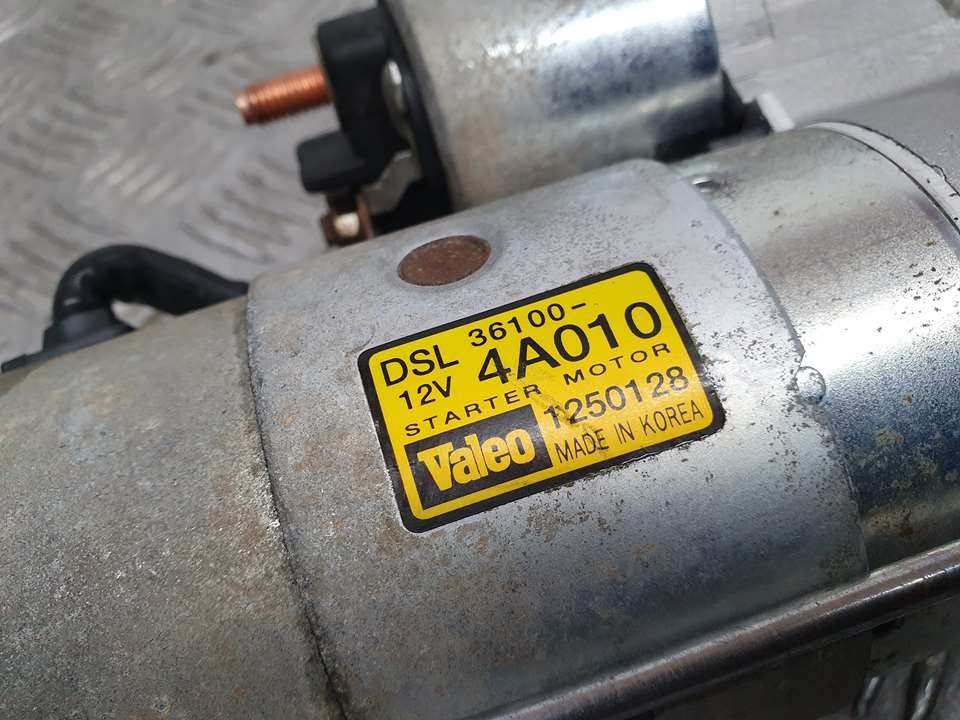 DSL 36100-
12V 4A010
STARTER MOTOR
Valeo 1250128
MADE IN KOREA